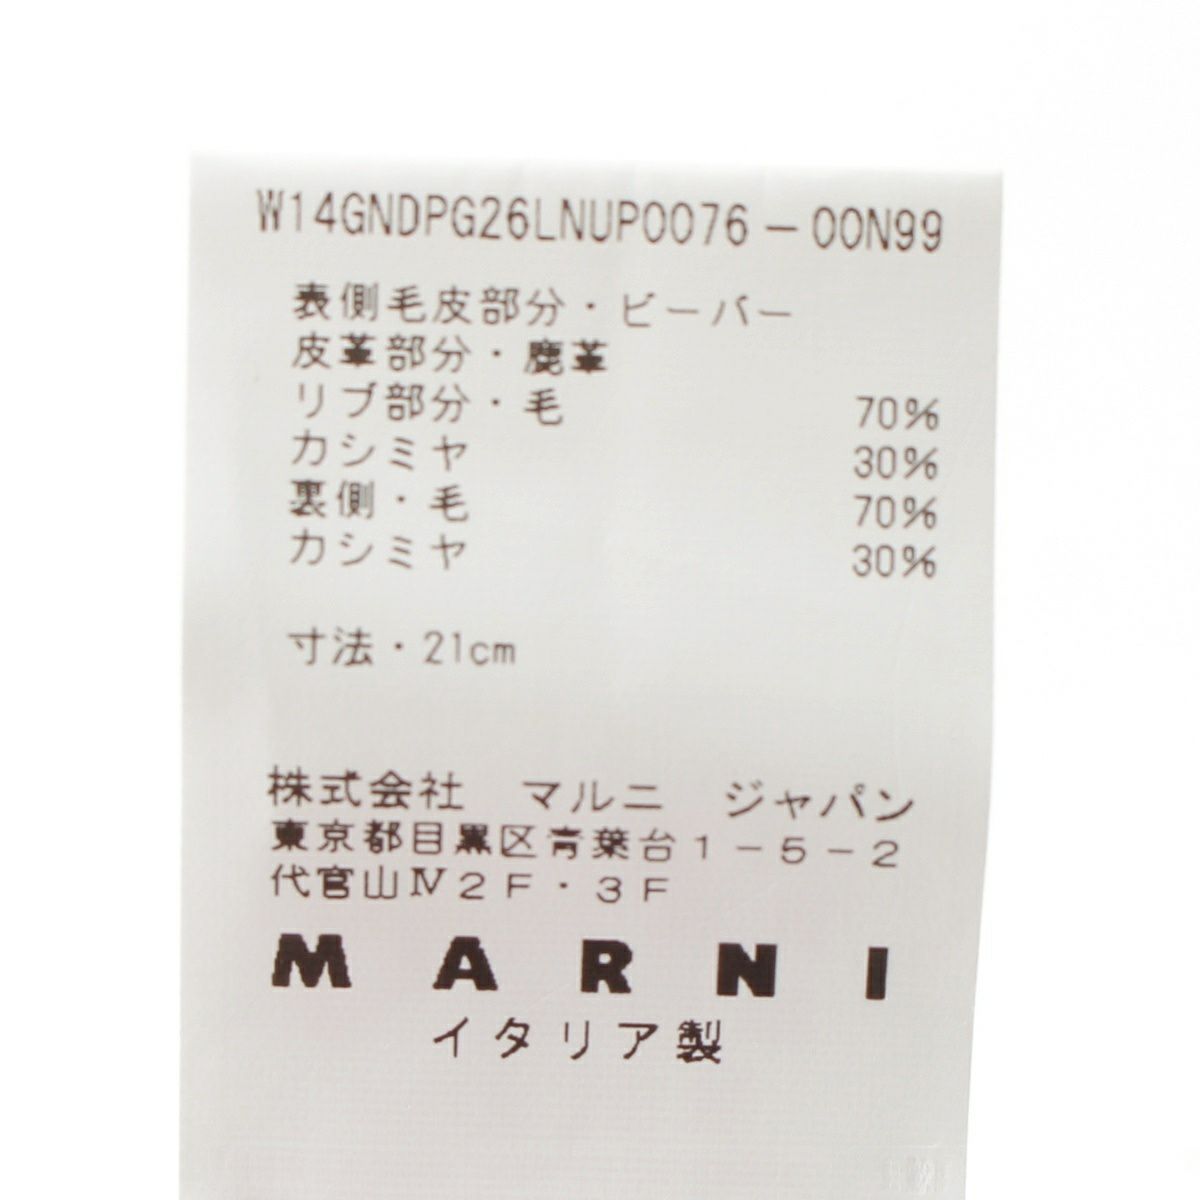 W14GNDPG26LNUP0076-00N99
表側毛皮部分・ビーバー
皮革部分・鹿革
リブ部分・毛 70%
カシミヤ 30%
裏側・毛 70%
カシミヤ 30%
寸法・21cm
株式会社 マルニ ジャパン
東京都目黒区青葉台1-5-2
代官山Ⅳ2F・3F
MARNI
イタリア製